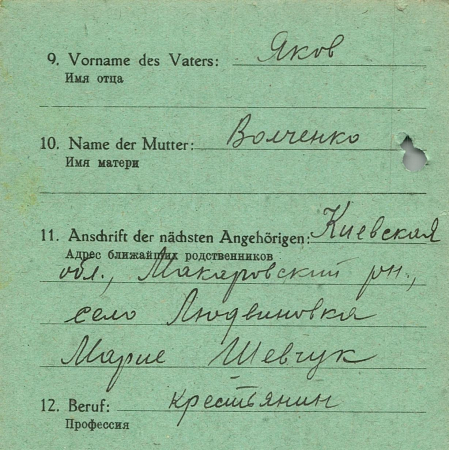 9. Vorname des Vaters: Яков
Имя отца
10. Name der Mutter: Волченко
Имя матери
11. Anschrift der nächsten Angehörigen: Киевская
Адрес ближайших родственников
обл., Макаровский рн.,
село Людвиновка
Марие Шевчук
12. Beruf: крестьянин
Профессия